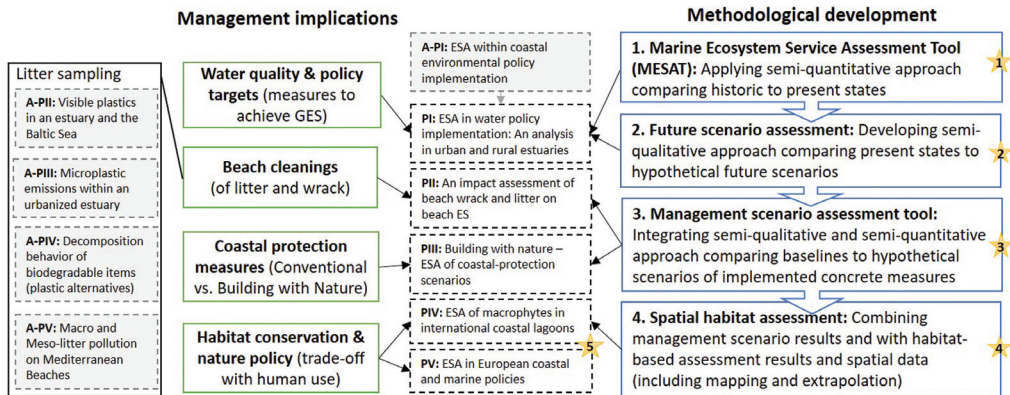 Management implications
Methodological development
Litter sampling
A-PII: Visible plastics
in an estuary and the
Baltic Sea
A-PIII: Microplastic
emissions within an
urbanized estuary
A-PIV: Decomposition
behavior of
biodegradable items
(plastic alternatives)
A-PV: Macro and
Meso-litter pollution
on Mediterranean
Beaches
Water quality & policy
targets (measures to
achieve GES)
Beach cleanings
(of litter and wrack)
Coastal protection
measures (Conventional
vs. Building with Nature)
Habitat conservation &
nature policy (trade-off
with human use)
A-PI: ESA within coastal
environmental policy
implementation
PI: ESA in water policy
implementation: An analysis
in urban and rural estuaries
PII: An impact assessment of
beach wrack and litter on
beach ES
PIII: Building with nature –
ESA of coastal-protection
scenarios
PIV: ESA of macrophytes in
international coastal lagoons
5
PV: ESA in European coastal
and marine policies
1. Marine Ecosystem Service Assessment Tool
(MESAT): Applying semi-quantitative approach
comparing historic to present states
1
2. Future scenario assessment: Developing semi-
qualitative approach comparing present states to
hypothetical future scenarios
2
3. Management scenario assessment tool:
Integrating semi-qualitative and semi-quantitative
approach comparing baselines to hypothetical
scenarios of implemented concrete measures
3
4. Spatial habitat assessment: Combining
management scenario results and with habitat-
based assessment results and spatial data
(including mapping and extrapolation)
4